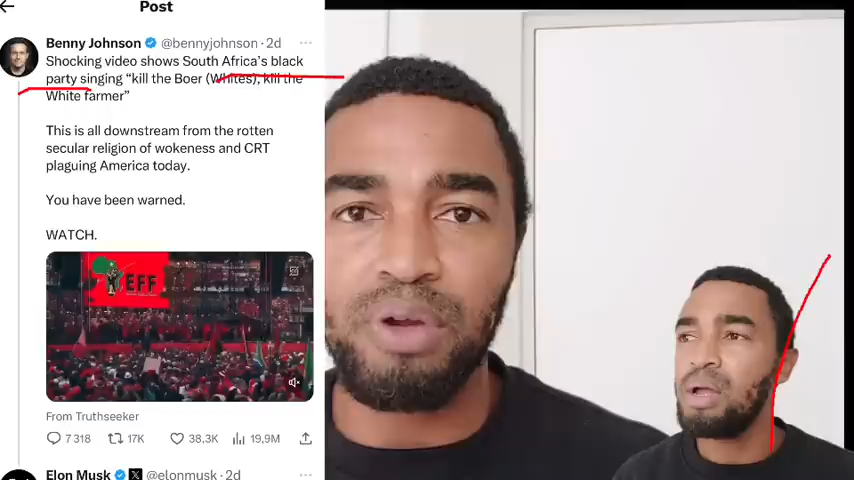 Post
Benny Johnson @bennyjohnson · 2d
Shocking video shows South Africa's black
party singing "kill the Boer (Whites), kill the
White farmer"
This is all downstream from the rotten
secular religion of wokeness and CRT
plaguing America today.
You have been warned.
WATCH.
EFF
From Truthseeker
7 318 17K 38,3K 19,9M
Elon Musk X @elonmusk · 2d